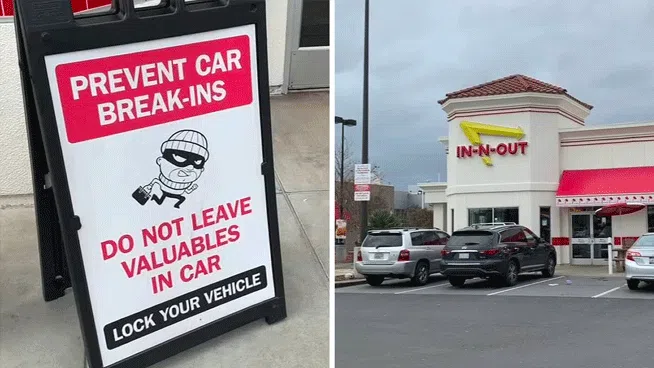 PREVENT CAR
BREAK-INS
DO NOT LEAVE
VALUABLES
IN CAR
LOCK YOUR VEHICLE
IN-N-OUT